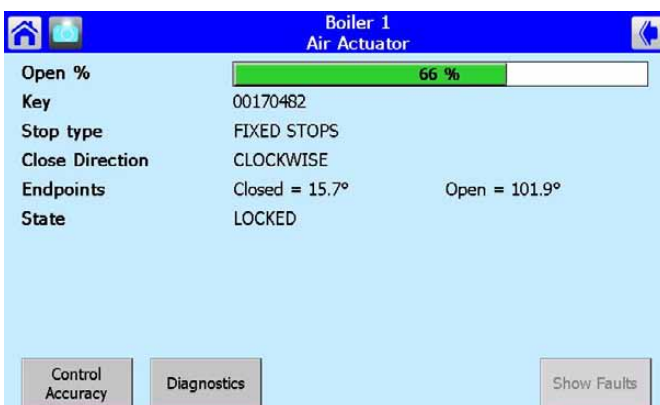 Boiler 1
Air Actuator
Open % 66 %
Key 00170482
Stop type FIXED STOPS
Close Direction CLOCKWISE
Endpoints Closed = 15.7° Open = 101.9°
State LOCKED
Control
Accuracy
Diagnostics
Show Faults